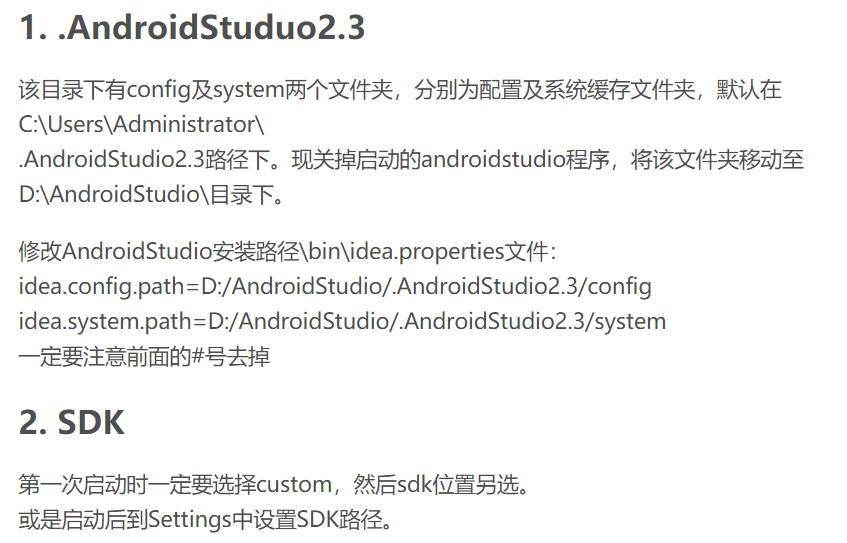 1. .AndroidStuduo2.3
该目录下有config及system两个文件夹，分别为配置及系统缓存文件夹，默认在
C:\Users\Administrator\
.AndroidStudio2.3路径下。现关掉启动的androidstudio程序，将该文件夹移动至
D:\AndroidStudio\目录下。
修改AndroidStudio安装路径\bin\idea.properties文件：
idea.config.path=D:/AndroidStudio/.AndroidStudio2.3/config
idea.system.path=D:/AndroidStudio/.AndroidStudio2.3/system
一定要注意前面的#号去掉
2. SDK
第一次启动时一定要选择custom，然后sdk位置另选。
或是启动后到Settings中设置SDK路径。